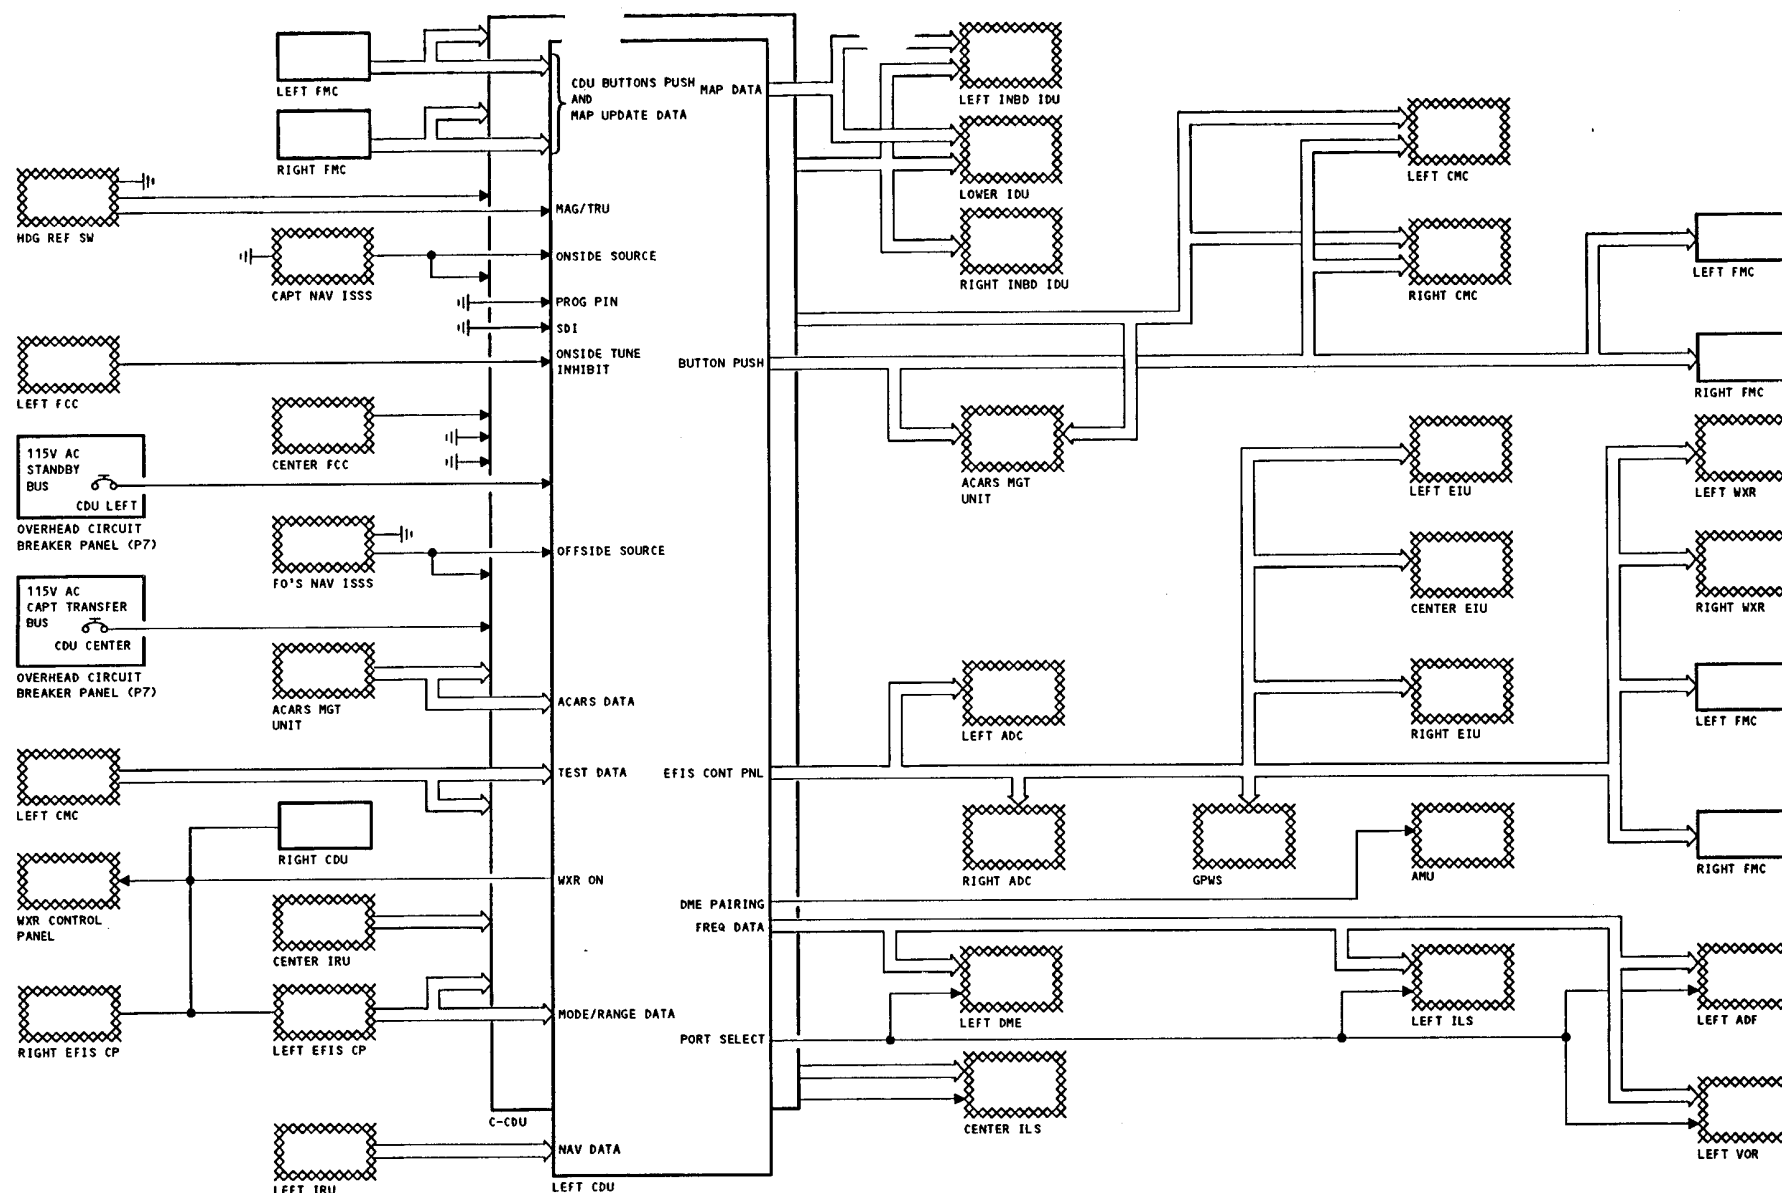 LEFT FMC
RIGHT FMC
HDG REF SW
CAPT NAV ISSS
LEFT FCC
CENTER FCC
115V AC
STANDBY
BUS
CDU LEFT
OVERHEAD CIRCUIT
BREAKER PANEL (P7)
FO'S NAV ISSS
115V AC
CAPT TRANSFER
BUS
CDU CENTER
OVERHEAD CIRCUIT
BREAKER PANEL (P7)
ACARS MGT
UNIT
LEFT CMC
RIGHT CDU
WXR CONTROL
PANEL
CENTER IRU
RIGHT EFIS CP
LEFT EFIS CP
LEFT IRU
CDU BUTTONS PUSH
AND
MAP UPDATE DATA
MAG/TRU
ONSIDE SOURCE
PROG PIN
SDI
ONSIDE TUNE
INHIBIT
OFFSIDE SOURCE
ACARS DATA
TEST DATA
WXR ON
MODE/RANGE DATA
C-CDU
NAV DATA
LEFT CDU
MAP DATA
BUTTON PUSH
EFIS CONT PNL
DME PAIRING
FREQ DATA
PORT SELECT
LEFT INBD IDU
LOWER IDU
RIGHT INBD IDU
ACARS MGT
UNIT
LEFT ADC
RIGHT ADC
LEFT DME
CENTER ILS
GPWS
LEFT CMC
RIGHT CMC
LEFT EIU
CENTER EIU
RIGHT EIU
AMU
LEFT ILS
LEFT FMC
RIGHT FMC
LEFT WXR
RIGHT WXR
LEFT FMC
RIGHT FMC
LEFT ADF
LEFT VOR